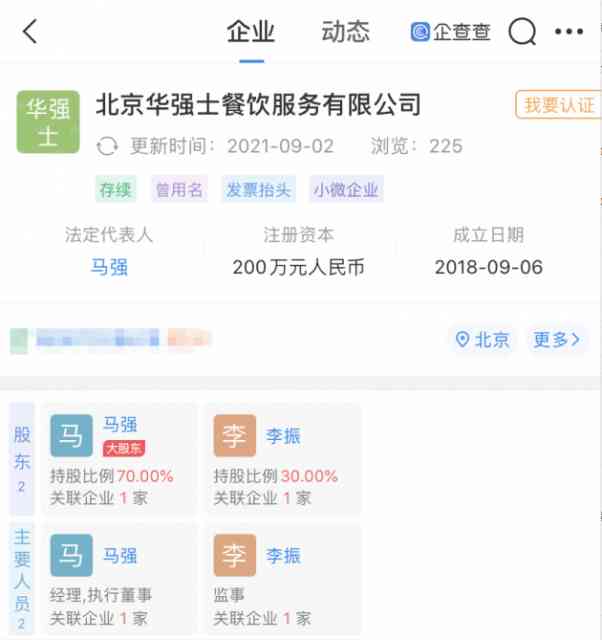 企业
动态
企查查
华强士
北京华强士餐饮服务有限公司
我要认证
更新时间：2021-09-02
浏览：225
存续
曾用名
发票抬头
小微企业
法定代表人
注册资本
成立日期
马强
200万元人民币
2018-09-06
北京
更多
股东2
马
马强
大股东
持股比例70.00%
关联企业 1 家
李
李振
持股比例30.00%
关联企业 1 家
主要人员2
马
马强
经理,执行董事
关联企业 1 家
李
李振
监事
关联企业 1 家